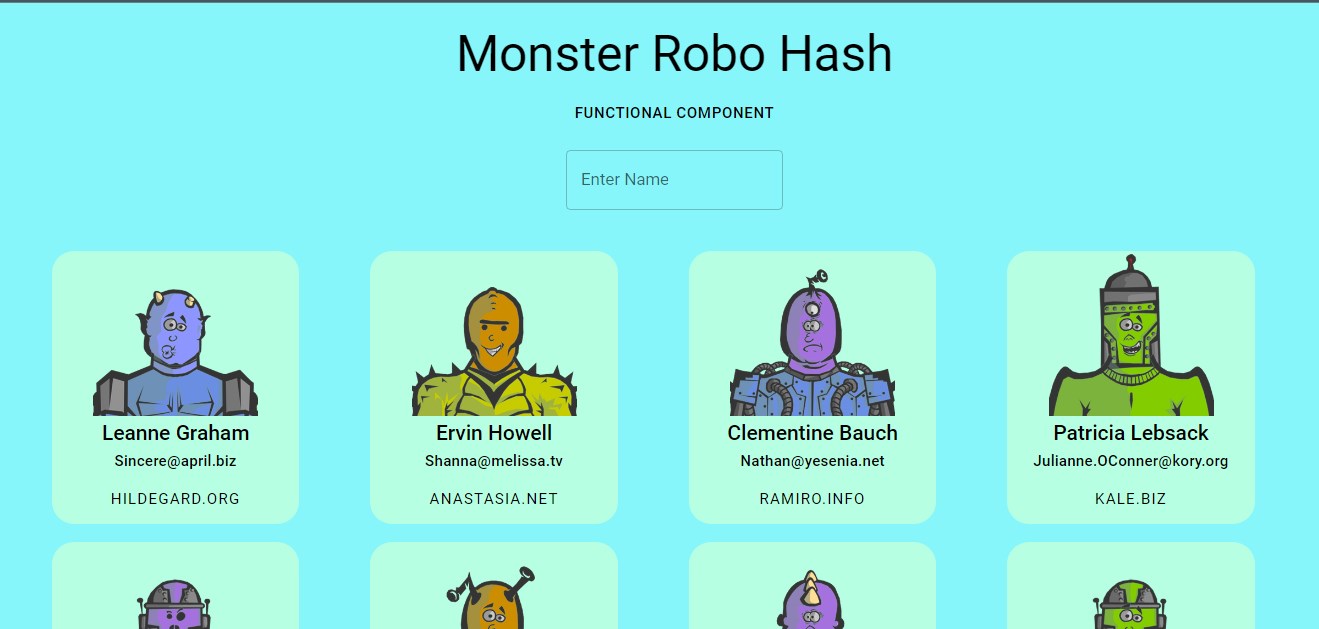 Monster Robo Hash
FUNCTIONAL COMPONENT
Enter Name
Leanne Graham
Sincere@april.biz
HILDEGARD.ORG
Ervin Howell
Shanna@melissa.tv
ANASTASIA.NET
Clementine Bauch
Nathan@yesenia.net
RAMIRO.INFO
Patricia Lebsack
Julianne.OConner@kory.org
KALE.BIZ